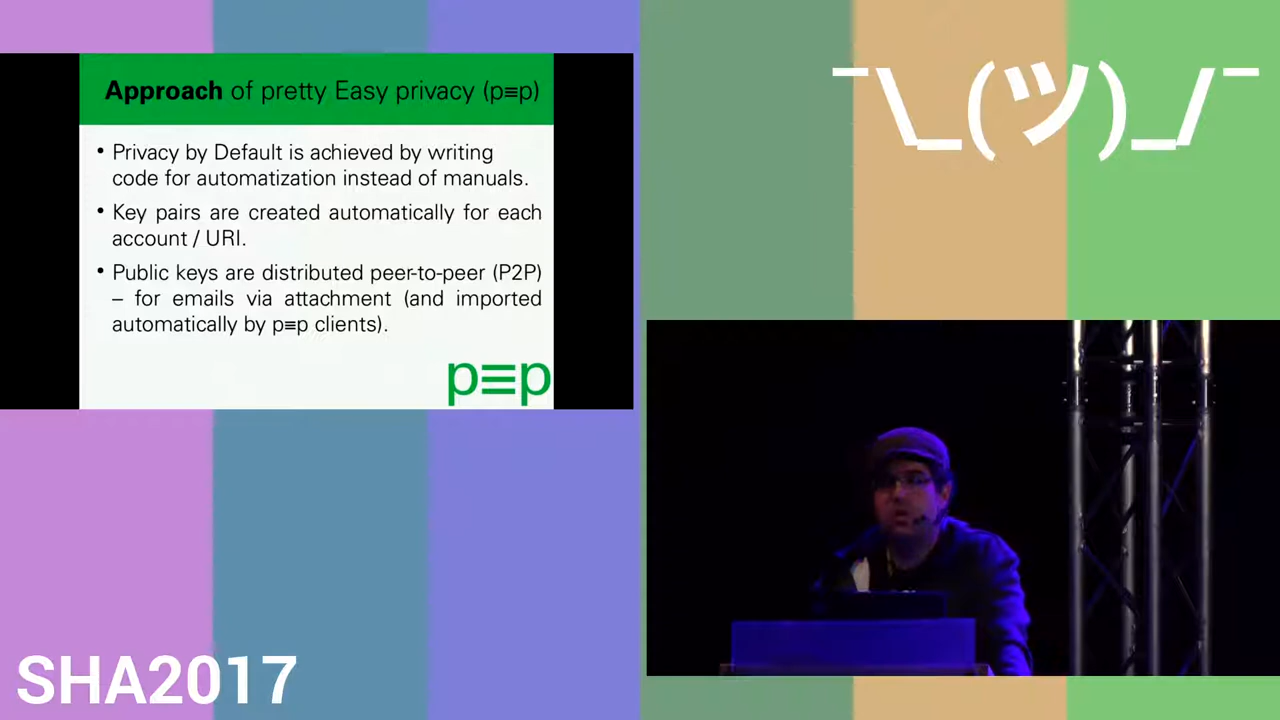 Approach of pretty Easy privacy (p≡p)
• Privacy by Default is achieved by writing
code for automatization instead of manuals.
• Key pairs are created automatically for each
account / URI.
• Public keys are distributed peer-to-peer (P2P)
– for emails via attachment (and imported
automatically by p≡p clients).
p≡p
¯\_(ツ)_/¯
SHA2017